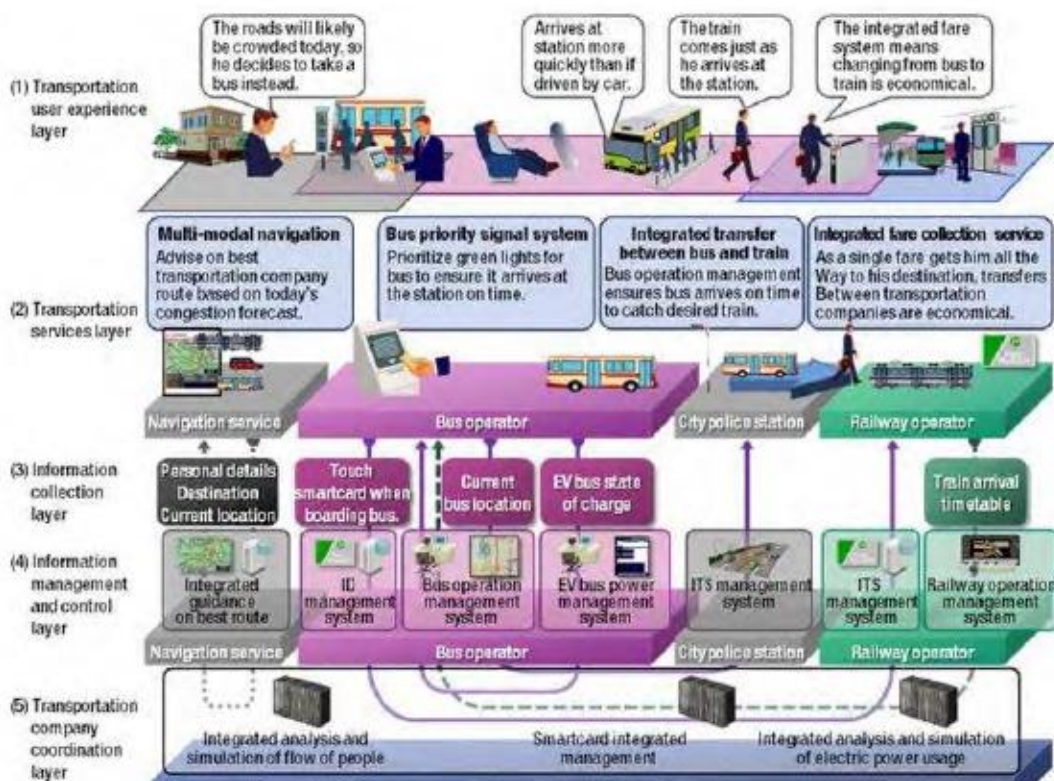 The roads will likely
be crowded today, so
he decides to take a
bus instead.
Arrives at
station more
quickly than if
driven by car.
The train
comes just as
he arrives at
the station.
The integrated fare
system means
changing from bus to
train is economical.
(1) Transportation
user experience
layer
Multi-modal navigation
Advise on best
transportation company
route based on today's
congestion forecast.
Bus priority signal system
Prioritize green lights for
bus to ensure it arrives at
the station on time.
Integrated transfer
between bus and train
Bus operation management
ensures bus arrives on time
to catch desired train.
Integrated fare collection service
As a single fare gets him all the
Way to his destination, transfers
Between transportation
companies are economical.
(2) Transportation
services layer
Navigation service
Bus operator
City police station
Railway operator
(3) Information
collection
layer
Personal details
Destination
Current location
Touch
smartcard when
boarding bus.
Current
bus location
EV bus state
of charge
Train arrival
timetable
(4) Information
management
and control
layer
Integrated
guidance
on best route
ID
management
system
Bus operation
management
system
EV bus power
management
system
ITS management
system
ITS
management
system
Railway operation
management
system
Navigation service
Bus operator
City police station
Railway operator
(5) Transportation
company
coordination
layer
Integrated analysis and
simulation of flow of people
Smartcard integrated
management
Integrated analysis and simulation
of electric power usage